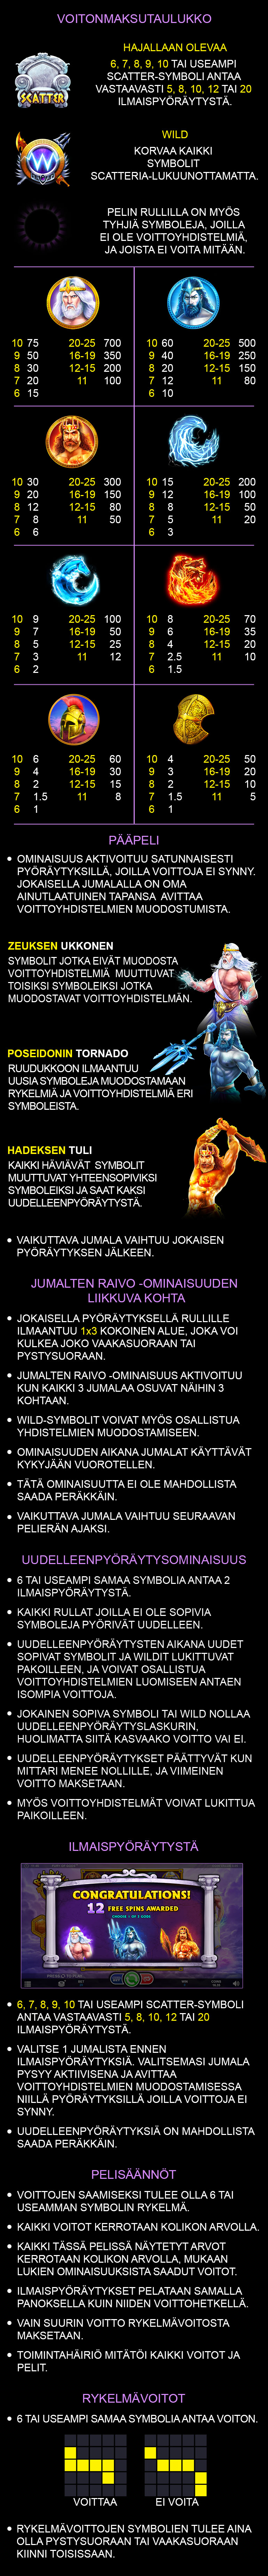 VOITONMAKSUTAULUKKO
HAJALLAAN OLEVAA
6, 7, 8, 9, 10 TAI USEAMPI
SCATTER-SYMBOLI ANTAA
VASTAAVASTI 5, 8, 10, 12 TAI 20
ILMAISPYÖRÄYTYSTÄ.
SCATTER
WILD
KORVAA KAIKKI
SYMBOLIT
SCATTERIA-LUKUUNOTTAMATTA.
W
PELIN RULLILLA ON MYÖS
TYHJIÄ SYMBOLEJA, JOILLA
EI OLE VOITTOYHDISTELMIÄ,
JA JOISTA EI VOITA MITÄÄN.
10 75 20-25 700
9 50 16-19 350
8 30 12-15 200
7 20 11 100
6 15
10 60 20-25 500
9 40 16-19 250
8 20 12-15 150
7 12 11 80
6 10
10 30 20-25 300
9 20 16-19 150
8 12 12-15 80
7 8 11 50
6 6
10 15 20-25 200
9 12 16-19 100
8 8 12-15 50
7 5 11 20
6 3
10 9 20-25 100
9 7 16-19 50
8 5 12-15 25
7 3 11 12
6 2
10 8 20-25 70
9 6 16-19 35
8 4 12-15 20
7 2.5 11 10
6 1.5
10 6 20-25 60
9 4 16-19 30
8 2 12-15 15
7 1.5 11 8
6 1
10 4 20-25 50
9 3 16-19 20
8 2 12-15 10
7 1.5 11 5
6 1
PÄÄPELI
• OMINAISUUS AKTIVOITUU SATUNNAISESTI
PYÖRÄYTYKSILLÄ, JOILLA VOITTOJA EI SYNNY.
JOKAISELLA JUMALALLA ON OMA
AINUTLAATUINEN TAPANSA AVITTAA
VOITTOYHDISTELMIEN MUODOSTUMISTA.
ZEUKSEN UKKONEN
SYMBOLIT JOTKA EIVÄT MUODOSTA
VOITTOYHDISTELMIÄ MUUTTUVAT
TOISIKSI SYMBOLEIKSI JOTKA
MUODOSTAVAT VOITTOYHDISTELMÄN.
POSEIDONIN TORNADO
RUUDUKKOON ILMAANTUU
UUSIA SYMBOLEJA MUODOSTAMAAN
RYKELMIÄ JA VOITTOYHDISTELMIÄ ERI
SYMBOLEISTA.
HADEKSEN TULI
KAIKKI HÄVIÄVÄT SYMBOLIT
MUUTTUVAT YHTEENSOPIVIKSI
SYMBOLEIKSI JA SAAT KAKSI
UUDELLEENPYÖRÄYTYSTÄ.
• VAIKUTTAVA JUMALA VAIHTUU JOKAISEN
PYÖRÄYTYKSEN JÄLKEEN.
JUMALTEN RAIVO -OMINAISUUDEN
LIIKKUVA KOHTA
• JOKAISELLA PYÖRÄYTYKSELLÄ RULLILLE
ILMAANTUU 1x3 KOKOINEN ALUE, JOKA VOI
KULKEA JOKO VAAKASUORAAN TAI
PYSTYSUORAAN.
• JUMALTEN RAIVO -OMINAISUUS AKTIVOITUU
KUN KAIKKI 3 JUMALAA OSUVAT NÄIHIN 3
KOHTAAN.
• WILD-SYMBOLIT VOIVAT MYÖS OSALLISTUA
YHDISTELMIEN MUODOSTAMISEEN.
• OMINAISUUDEN AIKANA JUMALAT KÄYTTÄVÄT
KYKYJÄÄN VUOROTELLEN.
• TÄTÄ OMINAISUUTTA EI OLE MAHDOLLISTA
SAADA PERÄKKÄIN.
• VAIKUTTAVA JUMALA VAIHTUU SEURAAVAN
PELIERÄN AJAKSI.
UUDELLEENPYÖRÄYTYSOMINAISUUS
• 6 TAI USEAMPI SAMAA SYMBOLIA ANTAA 2
ILMAISPYÖRÄYTYSTÄ.
• KAIKKI RULLAT JOILLA EI OLE SOPIVIA
SYMBOLEJA PYÖRIVÄT UUDELLEEN.
• UUDELLEENPYÖRÄYTYSTEN AIKANA UUDET
SOPIVAT SYMBOLIT JA WILDIT LUKITTUVAT
PAKOILLEEN, JA VOIVAT OSALLISTUA
VOITTOYHDISTELMIEN LUOMISEEN ANTAEN
ISOMPIA VOITTOJA.
• JOKAINEN SOPIVA SYMBOLI TAI WILD NOLLAA
UUDELLEENPYÖRÄYTYSLASKURIN,
HUOLIMATTA SIITÄ KASVAAKO VOITTO VAI EI.
• UUDELLEENPYÖRÄYTYKSET PÄÄTTYVÄT KUN
MITTARI MENEE NOLLILLE, JA VIIMEINEN
VOITTO MAKSETAAN.
• MYÖS VOITTOYHDISTELMÄT VOIVAT LUKITTUA
PAIKOILLEEN.
ILMAISPYÖRÄYTYSTÄ
CONGRATULATIONS!
12 FREE SPINS AWARDED
CHOOSE 1 OF 3 GODS
• 6, 7, 8, 9, 10 TAI USEAMPI SCATTER-SYMBOLI
ANTAA VASTAAVASTI 5, 8, 10, 12 TAI 20
ILMAISPYÖRÄYTYSTÄ.
• VALITSE 1 JUMALISTA ENNEN
ILMAISPYÖRÄYTYKSIÄ. VALITSEMASI JUMALA
PYSYY AKTIIVISENA JA AVITTAA
VOITTOYHDISTELMIEN MUODOSTAMISESSA
NIILLÄ PYÖRÄYTYKSILLÄ JOILLA VOITTOJA EI
SYNNY.
• UUDELLEENPYÖRÄYTYKSIÄ ON MAHDOLLISTA
SAADA PERÄKKÄIN.
PELISÄÄNNÖT
• VOITTOJEN SAAMISEKSI TULEE OLLA 6 TAI
USEAMMAN SYMBOLIN RYKELMÄ.
• KAIKKI VOITOT KERROTAAN KOLIKON ARVOLLA.
• KAIKKI TÄSSÄ PELISSÄ NÄYTETYT ARVOT
KERROTAAN KOLIKON ARVOLLA, MUKAAN
LUKIEN OMINAISUUKSISTA SAADUT VOITOT.
• ILMAISPYÖRÄYTYKSET PELATAAN SAMALLA
PANOKSELLA KUIN NIIDEN VOITTOHETKELLÄ.
• VAIN SUURIN VOITTO RYKELMÄVOITOSTA
MAKSETAAN.
• TOIMINTAHÄIRIÖ MITÄTÖI KAIKKI VOITOT JA
PELIT.
RYKELMÄVOITOT
• 6 TAI USEAMPI SAMAA SYMBOLIA ANTAA VOITON.
VOITTAA EI VOITA
• RYKELMÄVOITTOJEN SYMBOLIEN TULEE AINA
OLLA PYSTYSUORAAN TAI VAAKASUORAAN
KIINNI TOISISSAAN.